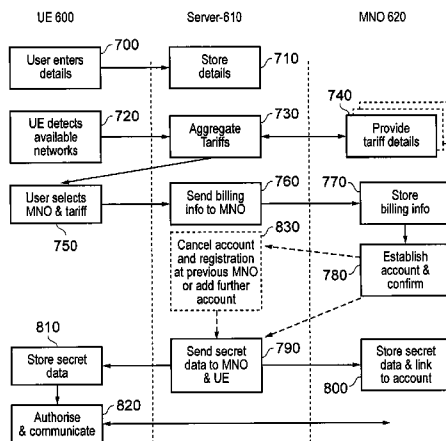 UE 600
Server-610
MNO 620
700
User enters
details
710
Store
details
720
UE detects
available
networks
730
Aggregate
Tariffs
740
Provide
tariff details
User selects
MNO & tariff
750
760
Send billing
info to MNO
770
Store
billing info
830
Cancel account
and registration
at previous MNO
or add further
account
780
Establish
account &
confirm
810
Store secret
data
790
Send secret
data to MNO
& UE
Store secret
data & link
to account
800
820
Authorise
& communicate